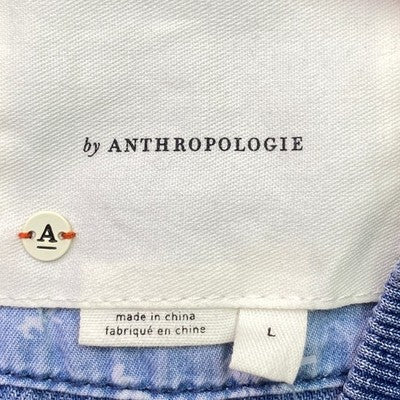 by ANTHROPOLOGIE
A
made in china
fabriqué en chine
L